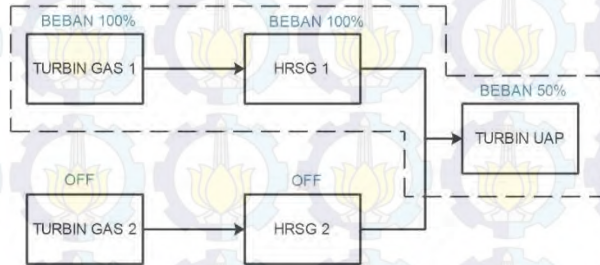 BEBAN 100%
BEBAN 100%
TURBIN GAS 1
HRSG 1
BEBAN 50%
TURBIN UAP
OFF
OFF
TURBIN GAS 2
HRSG 2